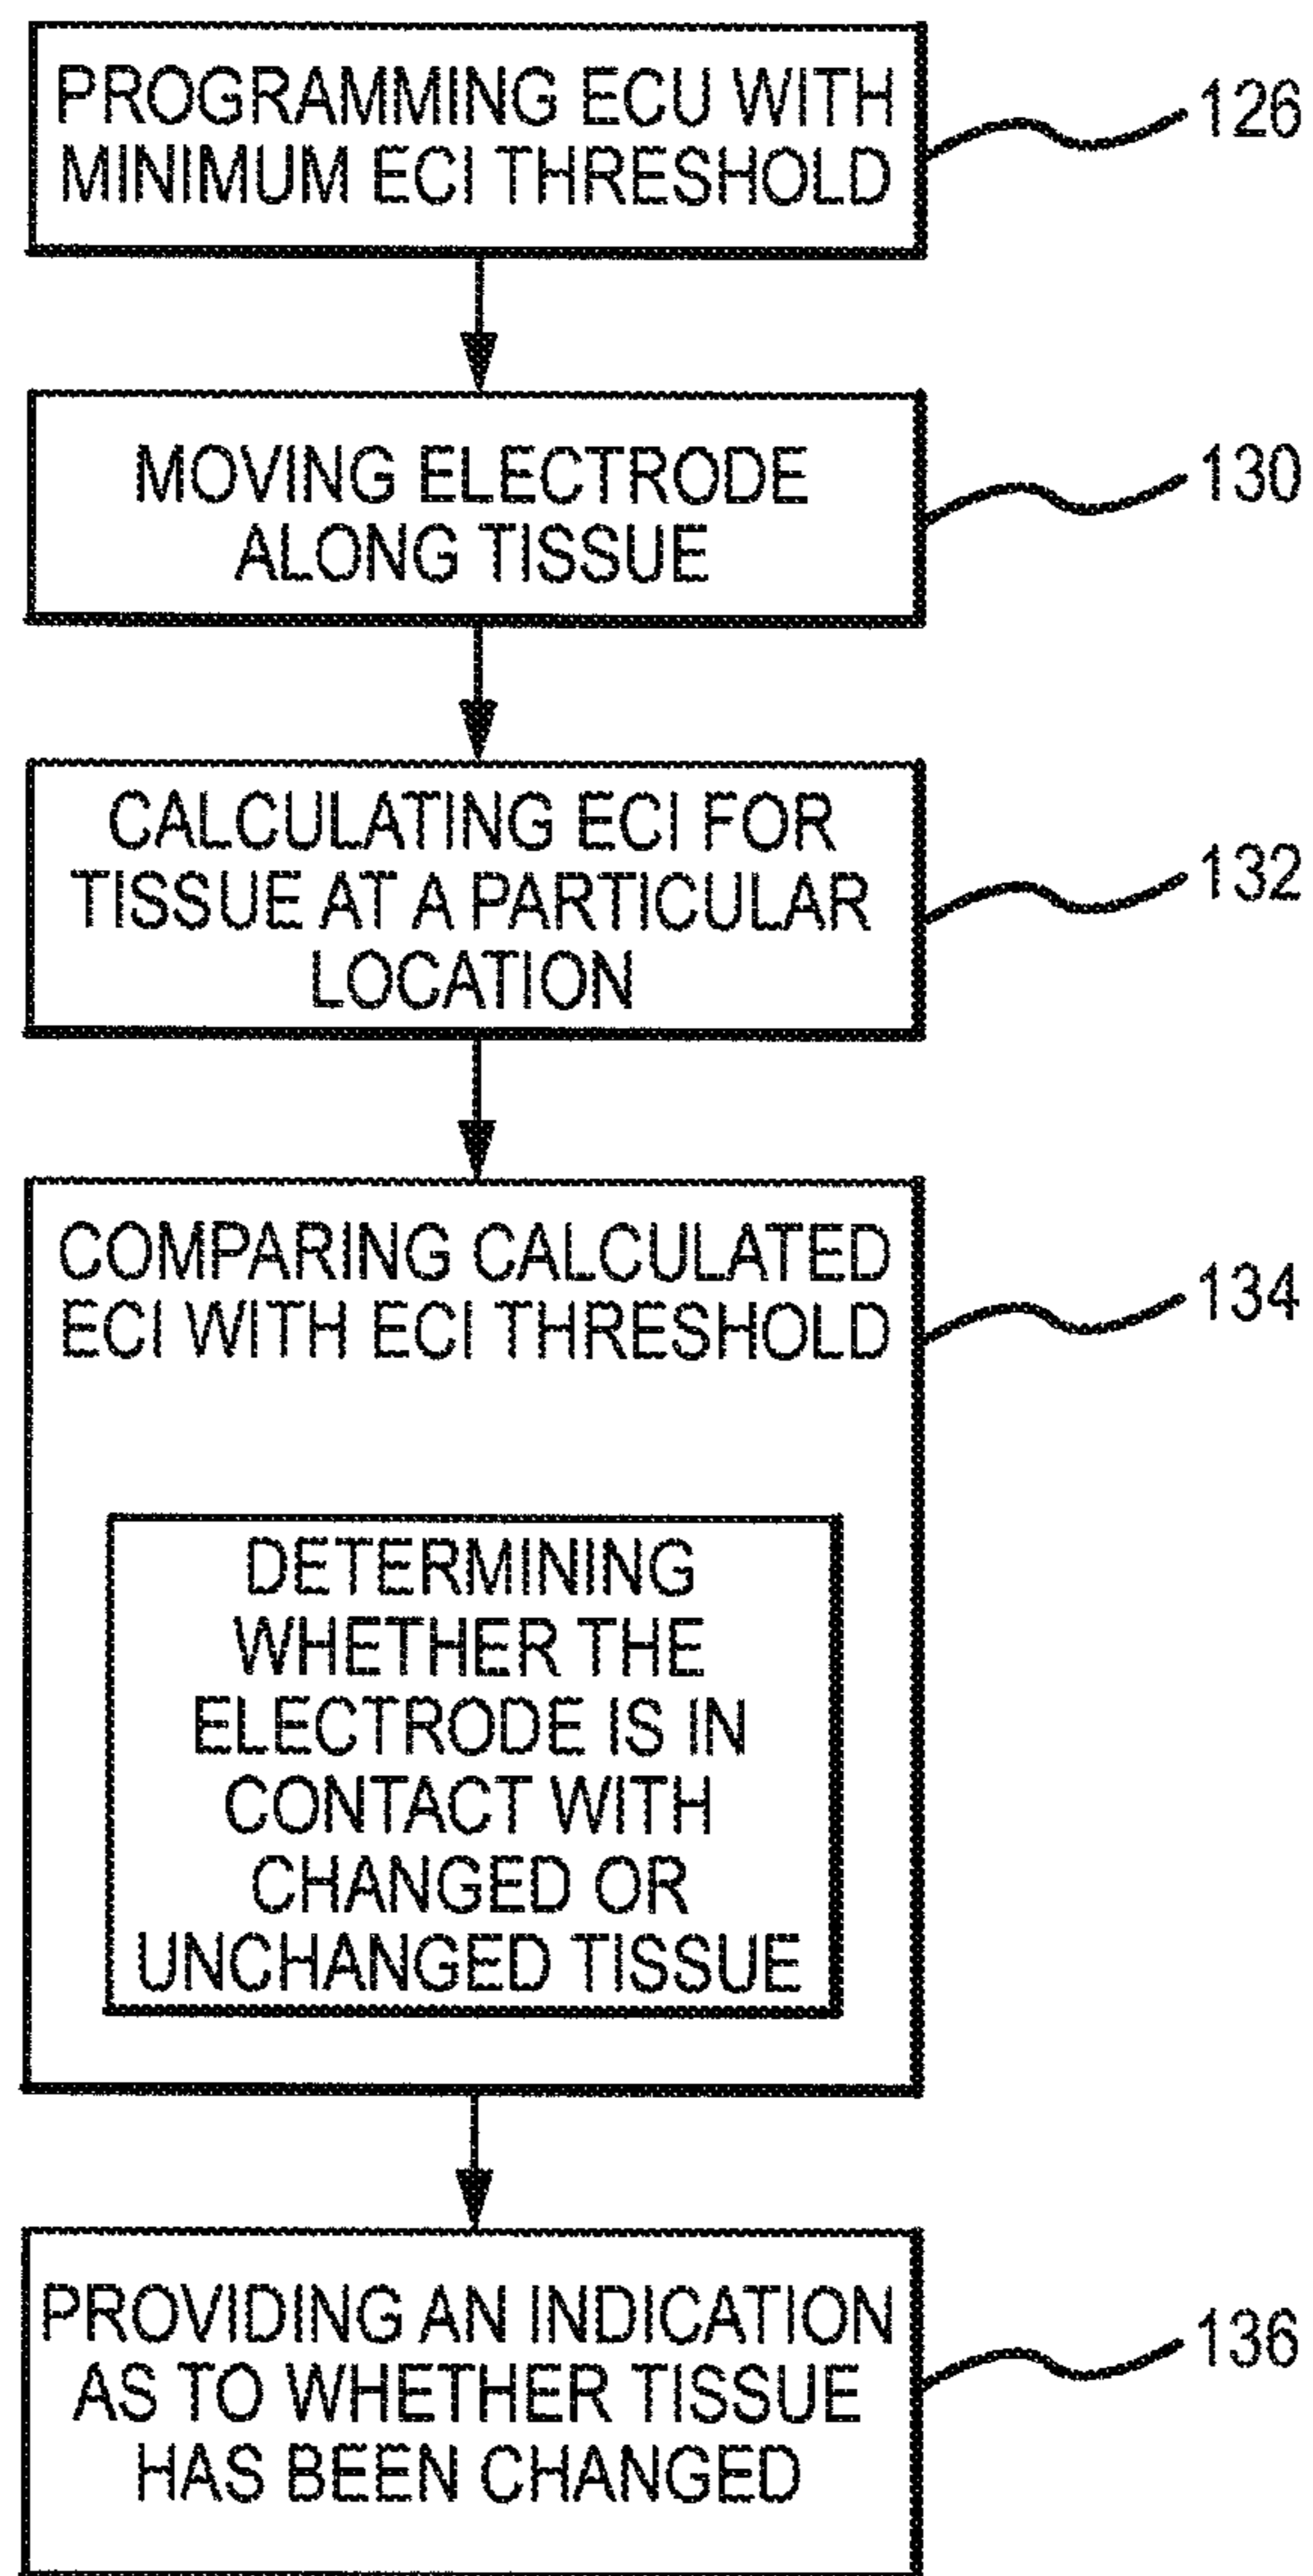 PROGRAMMING ECU WITH
MINIMUM ECI THRESHOLD
126
MOVING ELECTRODE
ALONG TISSUE
130
CALCULATING ECI FOR
TISSUE AT A PARTICULAR
LOCATION
132
COMPARING CALCULATED
ECI WITH ECI THRESHOLD
134
DETERMINING
WHETHER THE
ELECTRODE IS IN
CONTACT WITH
CHANGED OR
UNCHANGED TISSUE
PROVIDING AN INDICATION
AS TO WHETHER TISSUE
HAS BEEN CHANGED
136